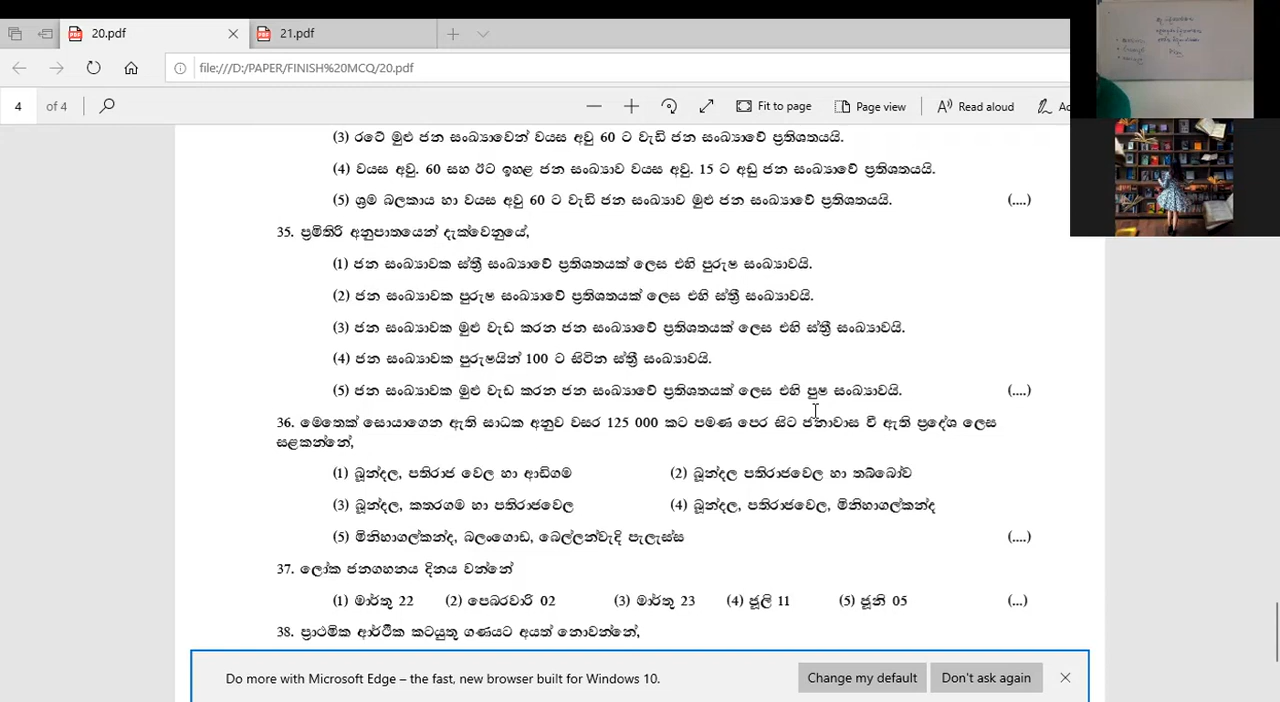 20.pdf
21.pdf
file:///D:/PAPER/FINISH%20MCQ/20.pdf
4 of 4
Fit to page
Page view
Read aloud
(3) රටේ මුළු ජන සංඛ්‍යාවෙන් වයස අවු 60 ට වැඩි ජන සංඛ්‍යාවේ ප්‍රතිශතයයි.
(4) වයස අවු. 60 සහ ඊට ඉහළ ජන සංඛ්‍යාව වයස අවු. 15 ට අඩු ජන සංඛ්‍යාවේ ප්‍රතිශතයයි.
(5) ශ්‍රම බලකාය හා වයස අවු 60 ට වැඩි ජන සංඛ්‍යාව මුළු ජන සංඛ්‍යාවේ ප්‍රතිශතයයි. (....)
35. ප්‍රමිතිරි අනුපාතයෙන් දැක්වෙනුයේ,
(1) ජන සංඛ්‍යාවක ස්ත්‍රී සංඛ්‍යාවේ ප්‍රතිශතයක් ලෙස එහි පුරුෂ සංඛ්‍යාවයි.
(2) ජන සංඛ්‍යාවක පුරුෂ සංඛ්‍යාවේ ප්‍රතිශතයක් ලෙස එහි ස්ත්‍රී සංඛ්‍යාවයි.
(3) ජන සංඛ්‍යාවක මුළු වැඩ කරන ජන සංඛ්‍යාවේ ප්‍රතිශතයක් ලෙස එහි ස්ත්‍රී සංඛ්‍යාවයි.
(4) ජන සංඛ්‍යාවක පුරුෂයින් 100 ට සිටින ස්ත්‍රී සංඛ්‍යාවයි.
(5) ජන සංඛ්‍යාවක මුළු වැඩ කරන ජන සංඛ්‍යාවේ ප්‍රතිශතයක් ලෙස එහි පුෂ සංඛ්‍යාවයි. (....)
36. මෙතෙක් සොයාගෙන ඇති සාධක අනුව වසර 125 000 කට පමණ පෙර සිට ජනාවාස වී ඇති ප්‍රදේශ ලෙස
සළකන්නේ,
(1) බූන්දල, පතිරාජ වෙල හා ආඩිගම (2) බූන්දල පතිරාජවෙල හා තබ්බෝව
(3) බූන්දල, කතරගම හා පතිරාජවෙල (4) බූන්දල, පතිරාජවෙල, මිනිහාගල්කන්ද
(5) මිනිහාගල්කන්ද, බලංගොඩ, බෙල්ලන්වැදි පැලැස්ස (....)
37. ලෝක ජනගහනය දිනය වන්නේ
(1) මාර්තු 22 (2) පෙබරවාරි 02 (3) මාර්තු 23 (4) ජූලි 11 (5) ජූනි 05 (...)
38. ප්‍රාථමික ආර්ථික කටයුතු ගණයට අයත් නොවන්නේ,
Do more with Microsoft Edge – the fast, new browser built for Windows 10. Change my default Don't ask again